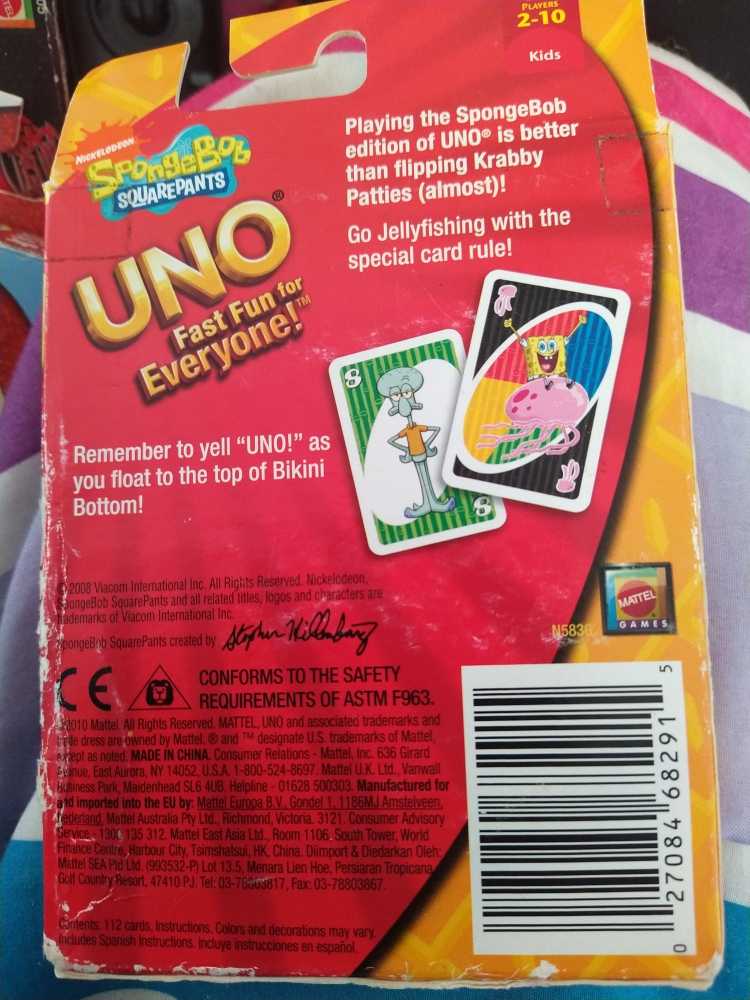 PLAYERS
2-10
Kids
NICKELODEON
SPONGEBOB
SQUAREPANTS
UNO®
Fast Fun for
Everyone!™
Playing the SpongeBob
edition of UNO® is better
than flipping Krabby
Patties (almost)!
Go Jellyfishing with the
special card rule!
8
8
Remember to yell “UNO!” as
you float to the top of Bikini
Bottom!
©2008 Viacom International Inc. All Rights Reserved. Nickelodeon,
SpongeBob SquarePants and all related titles, logos and characters are
trademarks of Viacom International Inc.
SpongeBob SquarePants created by Stephen Hillenburg
MATTEL
GAMES
N5836
CE
CONFORMS TO THE SAFETY
REQUIREMENTS OF ASTM F963.
©2010 Mattel. All Rights Reserved. MATTEL, UNO and associated trademarks and
trade dress are owned by Mattel. ® and ™ designate U.S. trademarks of Mattel,
except as noted. MADE IN CHINA. Consumer Relations - Mattel, Inc. 636 Girard
Avenue, East Aurora, NY 14052, U.S.A. 1-800-524-8697. Mattel U.K. Ltd., Vanwall
Business Park, Maidenhead SL6 4UB. Helpline - 01628 500303. Manufactured for
and imported into the EU by: Mattel Europa B.V., Gondel 1, 1186MJ Amstelveen,
Nederland. Mattel Australia Pty Ltd., Richmond, Victoria. 3121. Consumer Advisory
Service - 1300 135 312. Mattel East Asia Ltd., Room 1106, South Tower, World
Finance Centre, Harbour City, Tsimshatsui, HK, China. Diimport & Diedarkan Oleh:
Mattel SEA Ptd Ltd. (993532-P) Lot 13.5, Menara Lien Hoe, Persiaran Tropicana
Golf Country Resort, 47410 PJ. Tel: 03-78803817, Fax: 03-78803867.
Contents: 112 cards, Instructions. Colors and decorations may vary.
Includes Spanish Instructions. Incluye instrucciones en español.
0 27084 68291 5